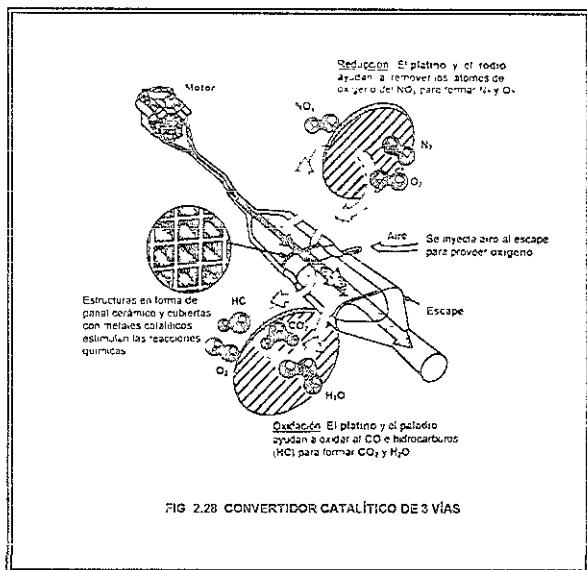 Reducción El platino y el rodio
ayudan a remover los átomos de
oxígeno del NOx para formar N2 y O2
Motor
NOx
N2
O2
Aire
Se inyecta aire al escape
para proveer oxígeno
Estructuras en forma de
panal cerámico y cubiertas
con metales catalíticos
estimulan las reacciones
químicas
HC
Escape
CO2
O2
H2O
Oxidación El platino y el paladio
ayudan a oxidar al CO e hidrocarburos
(HC) para formar CO2 y H2O
FIG 2.28 CONVERTIDOR CATALÍTICO DE 3 VÍAS